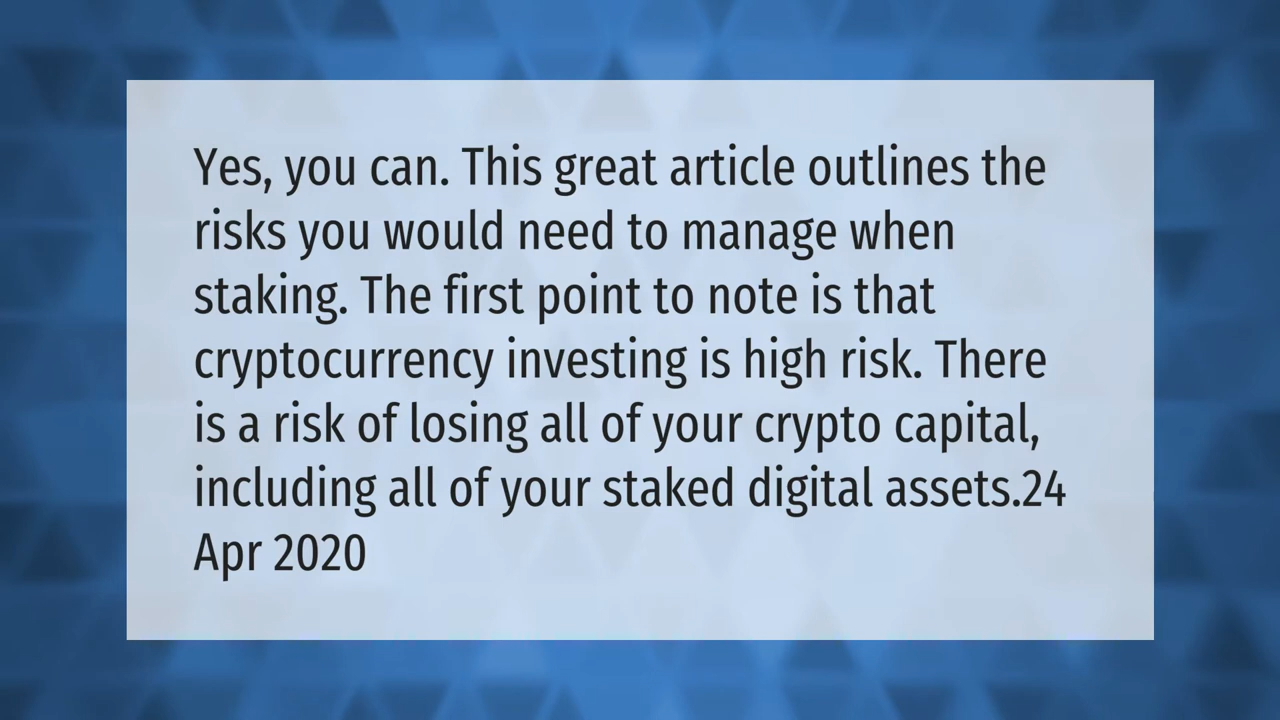 Yes, you can. This great article outlines the
risks you would need to manage when
staking. The first point to note is that
cryptocurrency investing is high risk. There
is a risk of losing all of your crypto capital,
including all of your staked digital assets.24
Apr 2020